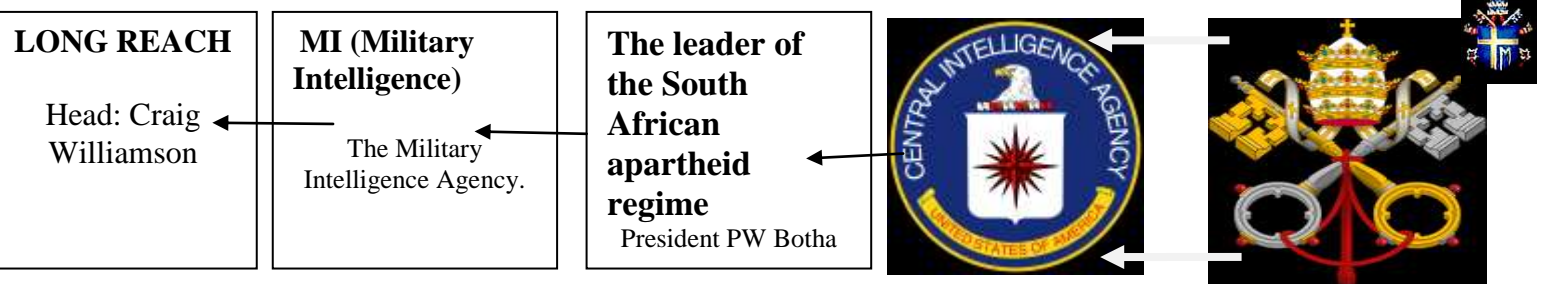 LONG REACH
Head: Craig
Williamson
MI (Military
Intelligence)
The Military
Intelligence Agency.
The leader of
the South
African
apartheid
regime
President PW Botha
CENTRAL INTELLIGENCE AGENCY
UNITED STATES OF AMERICA
M